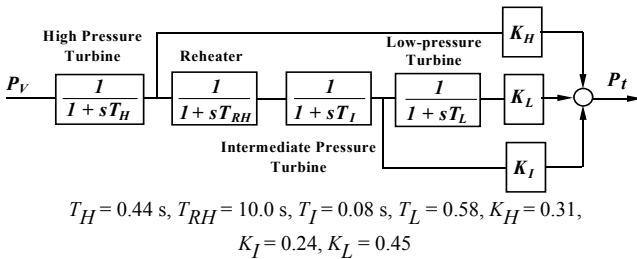 High Pressure
Turbine
Reheater
Low-pressure
Turbine
K_H
P_V
1
1 + sT_H
1
1 + sT_RH
1
1 + sT_I
1
1 + sT_L
K_L
P_t
Intermediate Pressure
Turbine
K_I
T_H = 0.44 s, T_RH = 10.0 s, T_I = 0.08 s, T_L = 0.58, K_H = 0.31,
K_I = 0.24, K_L = 0.45